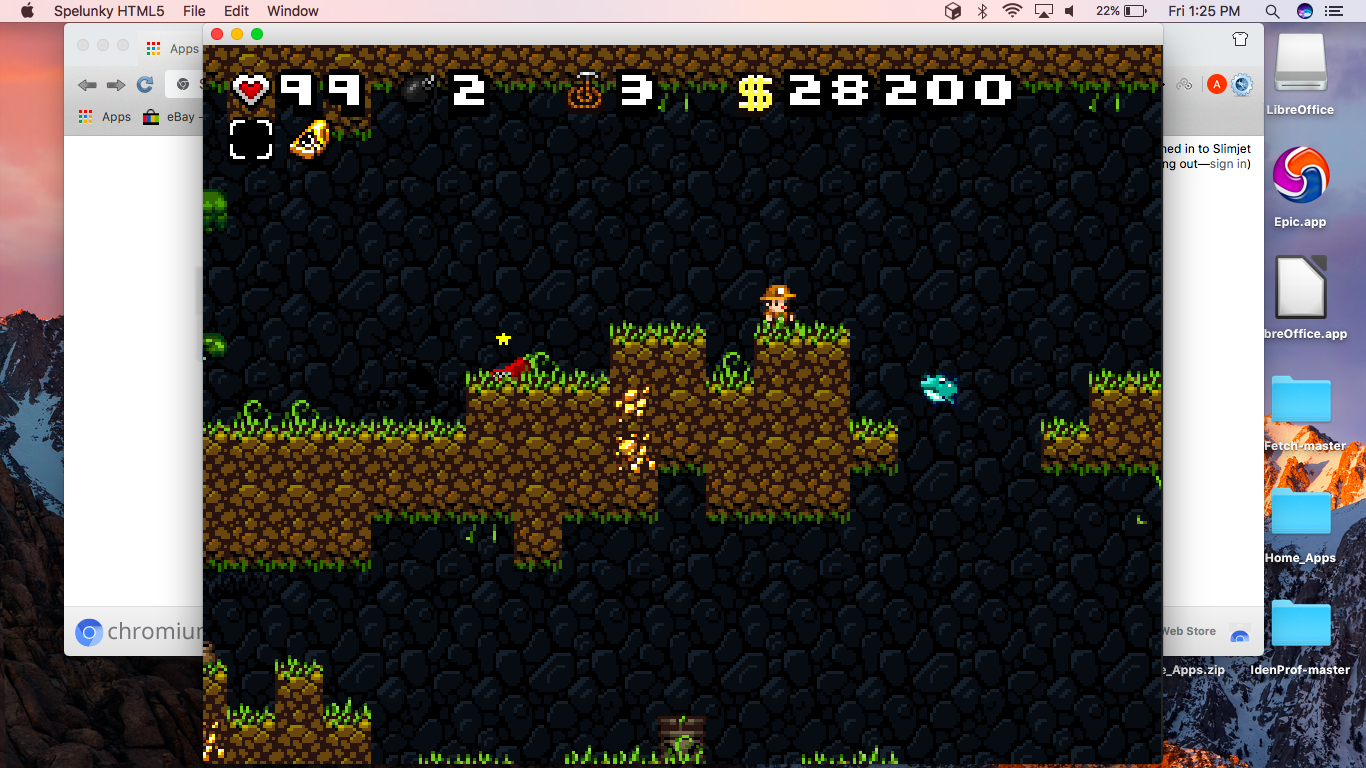 Spelunky HTML5 File Edit Window 22% Fri 1:25 PM
Apps
A
Apps eBay -
99 2 3 $28200
ned in to Slimjet
ng out—sign in)
LibreOffice
Epic.app
breOffice.app
Fetch-master
Home_Apps
chromiu
Web Store
e_Apps.zip IdenProf-master